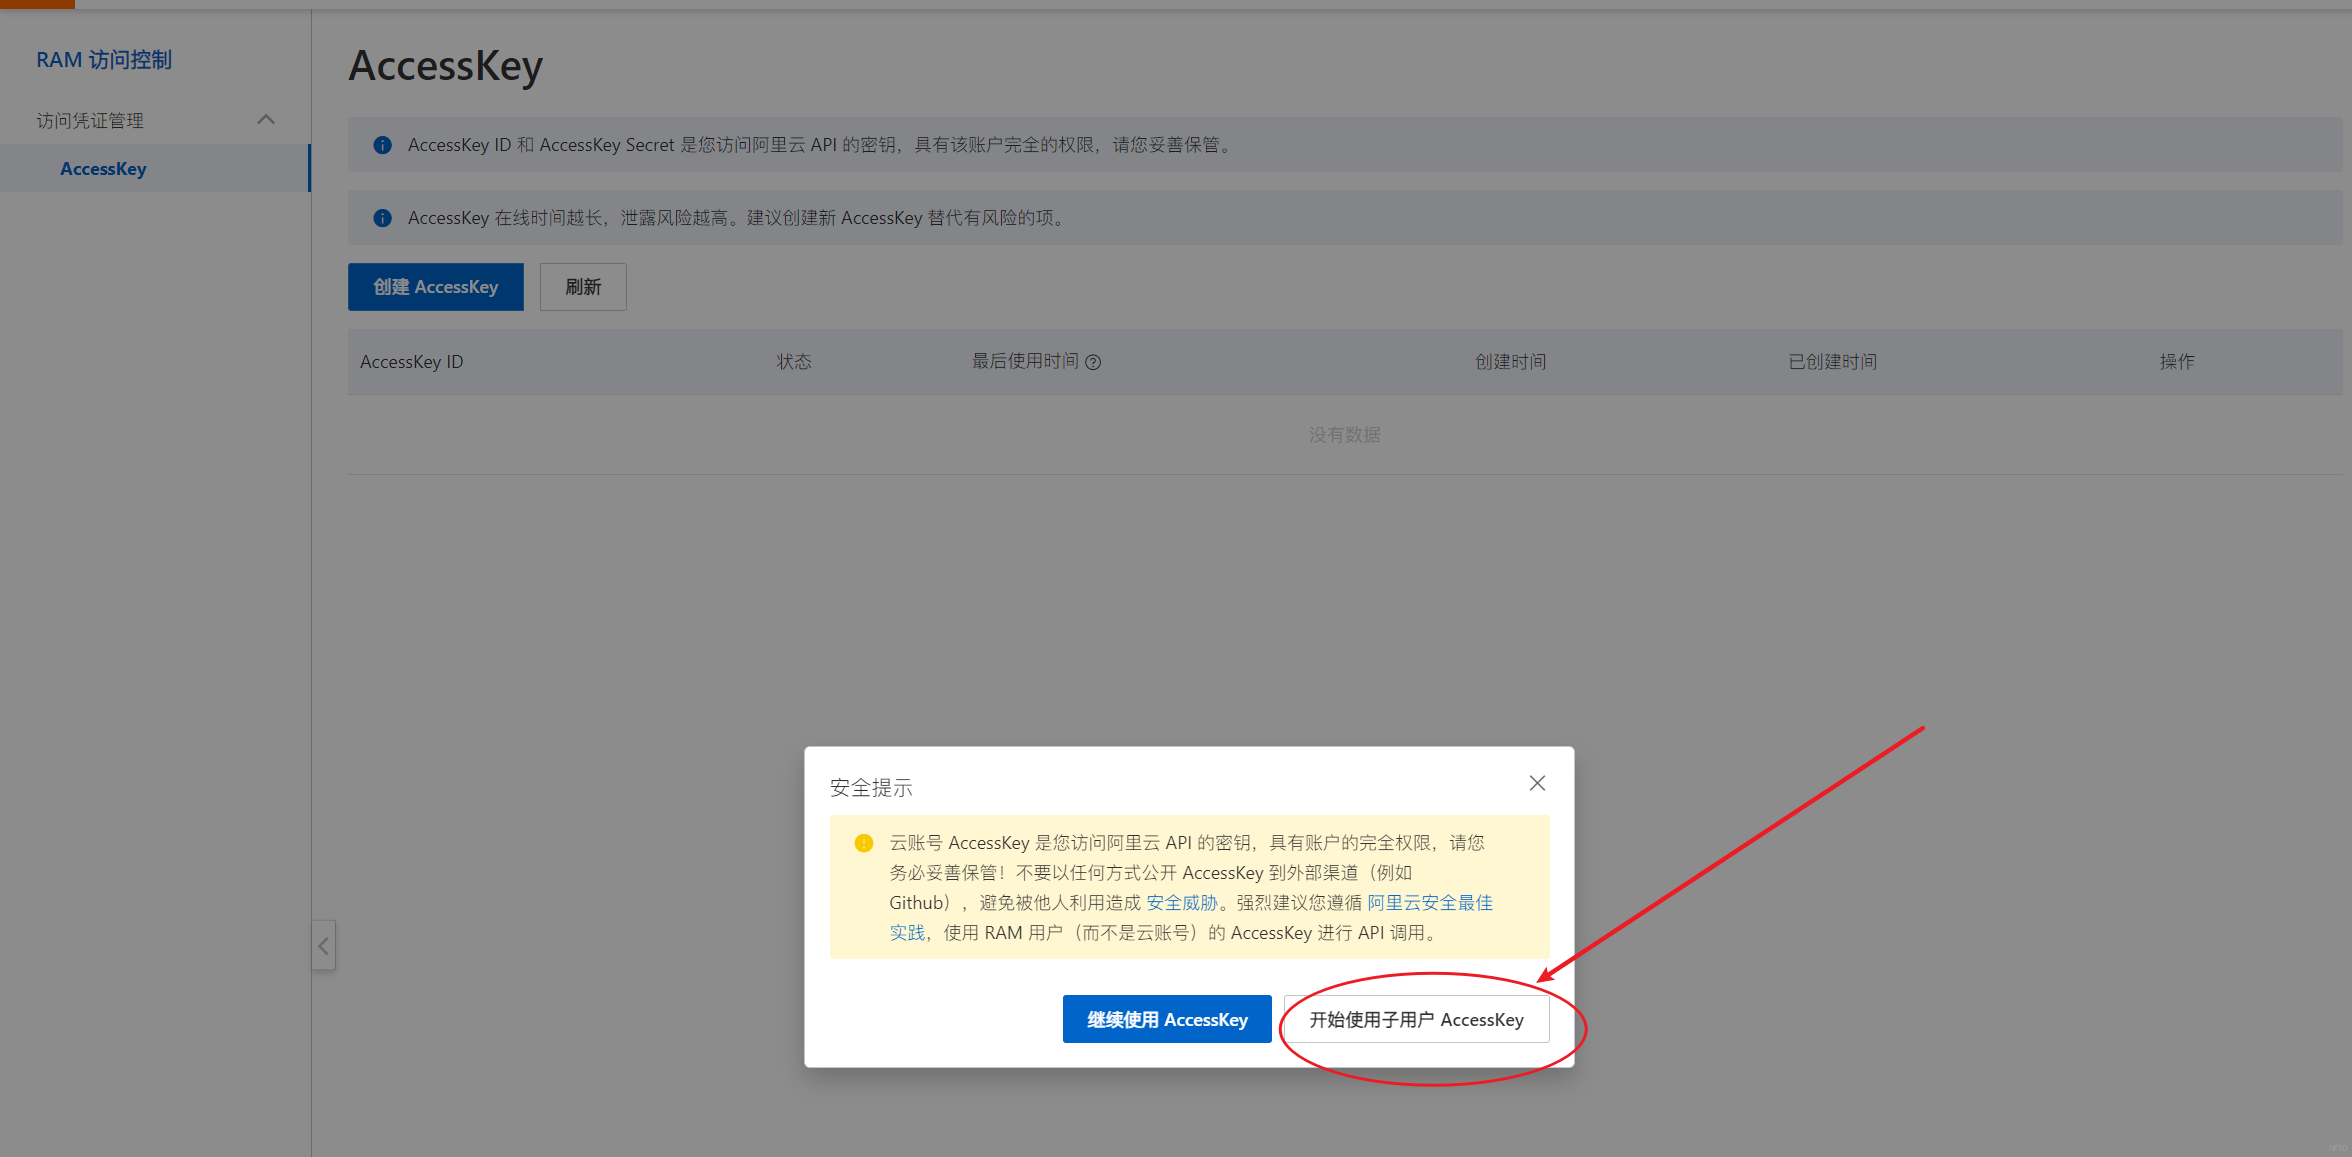 RAM 访问控制
访问凭证管理
AccessKey
AccessKey
AccessKey ID 和 AccessKey Secret 是您访问阿里云 API 的密钥，具有该账户完全的权限，请您妥善保管。
AccessKey 在线时间越长，泄露风险越高。建议创建新 AccessKey 替代有风险的项。
创建 AccessKey 刷新
AccessKey ID 状态 最后使用时间 创建时间 已创建时间 操作
没有数据
安全提示
云账号 AccessKey 是您访问阿里云 API 的密钥，具有账户的完全权限，请您
务必妥善保管！不要以任何方式公开 AccessKey 到外部渠道（例如
Github），避免被他人利用造成 安全威胁。强烈建议您遵循 阿里云安全最佳
实践，使用 RAM 用户（而不是云账号）的 AccessKey 进行 API 调用。
继续使用 AccessKey 开始使用子用户 AccessKey